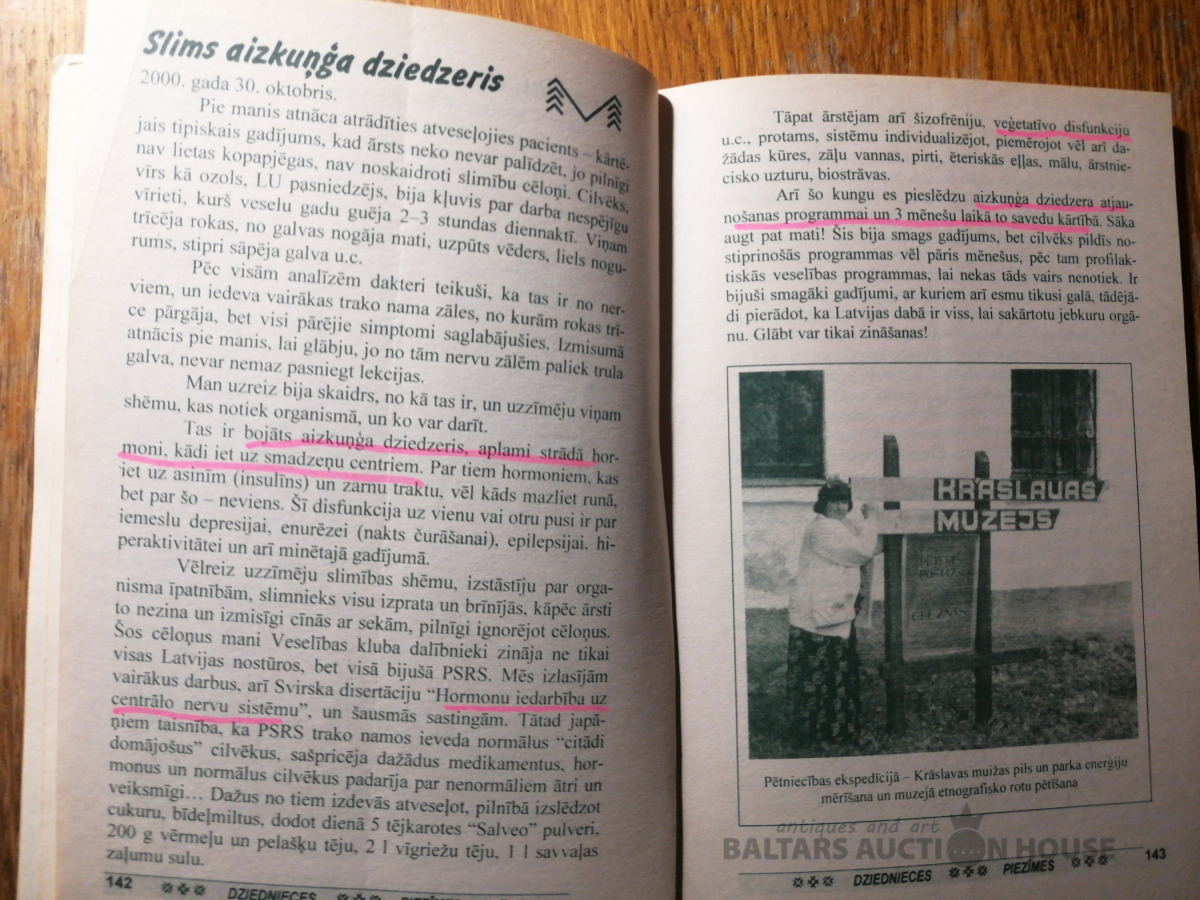 Slims aizkuņģa dziedzeris
2000. gada 30. oktobris.
Pie manis atnāca atrādīties atveseļojies pacients – kārtē-
jais tipiskais gadījums, kad ārsts neko nevar palīdzēt, jo pilnīgi
nav lietas kopapjēgas, nav noskaidroti slimību cēloņi. Cilvēks,
vīrs kā ozols, LU pasniedzējs, bija kļuvis par darba nespējīgu
vīrieti, kurš veselu gadu guēja 2–3 stundas diennaktī. Viņam
trīcēja rokas, no galvas nogāja mati, uzpūts vēders, liels nogu-
rums, stipri sāpēja galva u.c.
Pēc visām analīzēm dakteri teikuši, ka tas ir no ner-
viem, un iedeva vairākas trako nama zāles, no kurām rokas trī-
ce pārgāja, bet visi pārējie simptomi saglabājušies. Izmisumā
atnācis pie manis, lai glābju, jo no tām nervu zālēm paliek trula
galva, nevar nemaz pasniegt lekcijas.
Man uzreiz bija skaidrs, no kā tas ir, un uzzīmēju viņam
shēmu, kas notiek organismā, un ko var darīt.
Tas ir bojāts aizkuņģa dziedzeris, aplami strādā hor-
moni, kādi iet uz smadzeņu centriem. Par tiem hormoniem, kas
iet uz asinīm (insulīns) un zarnu traktu, vēl kāds mazliet runā,
bet par šo – neviens. Šī disfunkcija uz vienu vai otru pusi ir par
iemeslu depresijai, enurēzei (nakts čurāšanai), epilepsijai, hi-
peraktivitātei un arī minētajā gadījumā.
Vēlreiz uzzīmēju slimības shēmu, izstāstīju par orga-
nisma īpatnībām, slimnieks visu izprata un brīnījās, kāpēc ārsti
to nezina un izmisīgi cīnās ar sekām, pilnīgi ignorējot cēloņus.
Šos cēloņus mani Veselības kluba dalībnieki zināja ne tikai
visas Latvijas nostūros, bet visā bijušā PSRS. Mēs izlasījām
vairākus darbus, arī Svirska disertāciju “Hormonu iedarbība uz
centrālo nervu sistēmu”, un šausmās sastingām. Tātad japā-
ņiem taisnība, ka PSRS trako namos ieveda normālus “citādi
domājošus” cilvēkus, sašpricēja dažādus medikamentus, hor-
monus un normālus cilvēkus padarīja par nenormāliem ātri un
veiksmīgi... Dažus no tiem izdevās atveseļot, pilnībā izslēdzot
cukuru, bīdeļmiltus, dodot dienā 5 tējkarotes “Salveo” pulveri,
200 g vērmeļu un pelašķu tēju, 2 l vīgriežu tēju, 1 l savvaļas
zaļumu sulu.
142 DZIEDNIECES PIEZĪMES
Tāpat ārstējam arī šizofrēniju, veģetatīvo disfunkciju
u.c., protams, sistēmu individualizējot, piemērojot vēl arī da-
žādas kūres, zāļu vannas, pirti, ēteriskās eļļas, mālu, ārstnie-
cisko uzturu, biostrāvas.
Arī šo kungu es pieslēdzu aizkuņģa dziedzera atjau-
nošanas programmai un 3 mēnešu laikā to savedu kārtībā. Sāka
augt pat mati! Šis bija smags gadījums, bet cilvēks pildīs no-
stiprinošās programmas vēl pāris mēnešus, pēc tam profilak-
tiskās veselības programmas, lai nekas tāds vairs nenotiek. Ir
bijuši smagāki gadījumi, ar kuriem arī esmu tikusi galā, tādējā-
di pierādot, ka Latvijas dabā ir viss, lai sakārtotu jebkuru orgā-
nu. Glābt var tikai zināšanas!
KRĀSLAVAS
MUZEJS
Pētniecības ekspedīcijā – Krāslavas muižas pils un parka enerģiju
mērīšana un muzejā etnogrāfisko rotu pētīšana
antiques and art
BALTARS AUCTION HOUSE
DZIEDNIECES PIEZĪMES 143